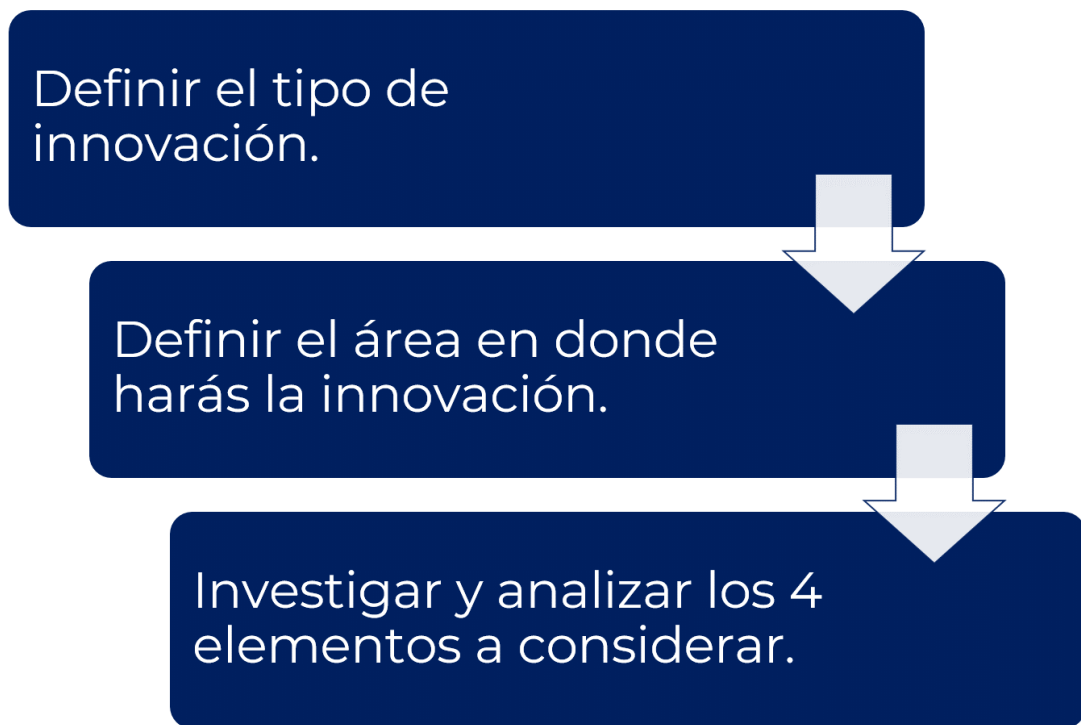 Definir el tipo de
innovación.
Definir el área en donde
harás la innovación.
Investigar y analizar los 4
elementos a considerar.